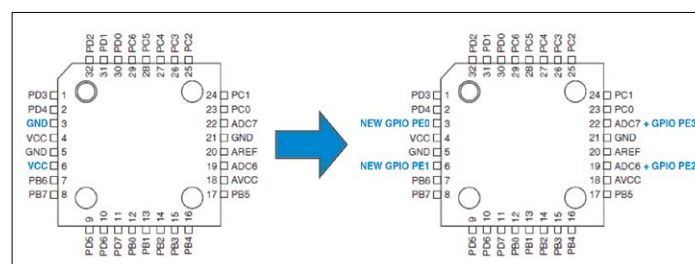 PD2 PD1 PD0 PC6 PC5 PC4 PC3 PC2
32 31 30 29 28 27 26 25
PD3 1 24 PC1
PD4 2 23 PC0
GND 3 22 ADC7
VCC 4 21 GND
GND 5 20 AREF
VCC 6 19 ADC6
PB6 7 18 AVCC
PB7 8 17 PB5
9 10 11 12 13 14 15 16
PD5 PD6 PD7 PB0 PB1 PB2 PB3 PB4
PD2 PD1 PD0 PC6 PC5 PC4 PC3 PC2
32 31 30 29 28 27 26 25
PD3 1 24 PC1
PD4 2 23 PC0
NEW GPIO PE0 3 22 ADC7 + GPIO PE3
VCC 4 21 GND
GND 5 20 AREF
NEW GPIO PE1 6 19 ADC6 + GPIO PE2
PB6 7 18 AVCC
PB7 8 17 PB5
9 10 11 12 13 14 15 16
PD5 PD6 PD7 PB0 PB1 PB2 PB3 PB4